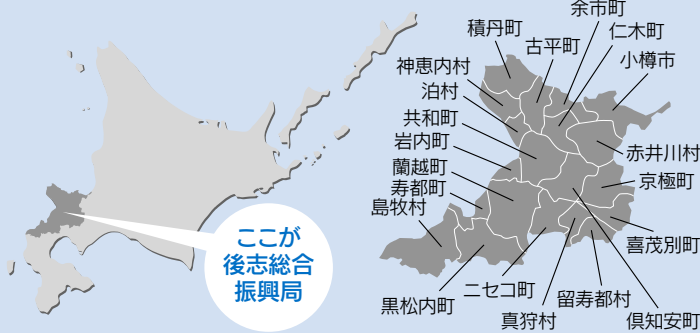 ここが
後志総合
振興局
余市町
積丹町
仁木町
古平町
小樽市
神恵内村
泊村
共和町
岩内町
蘭越町
寿都町
島牧村
赤井川村
京極町
喜茂別町
黒松内町
ニセコ町
真狩村
留寿都村
倶知安町